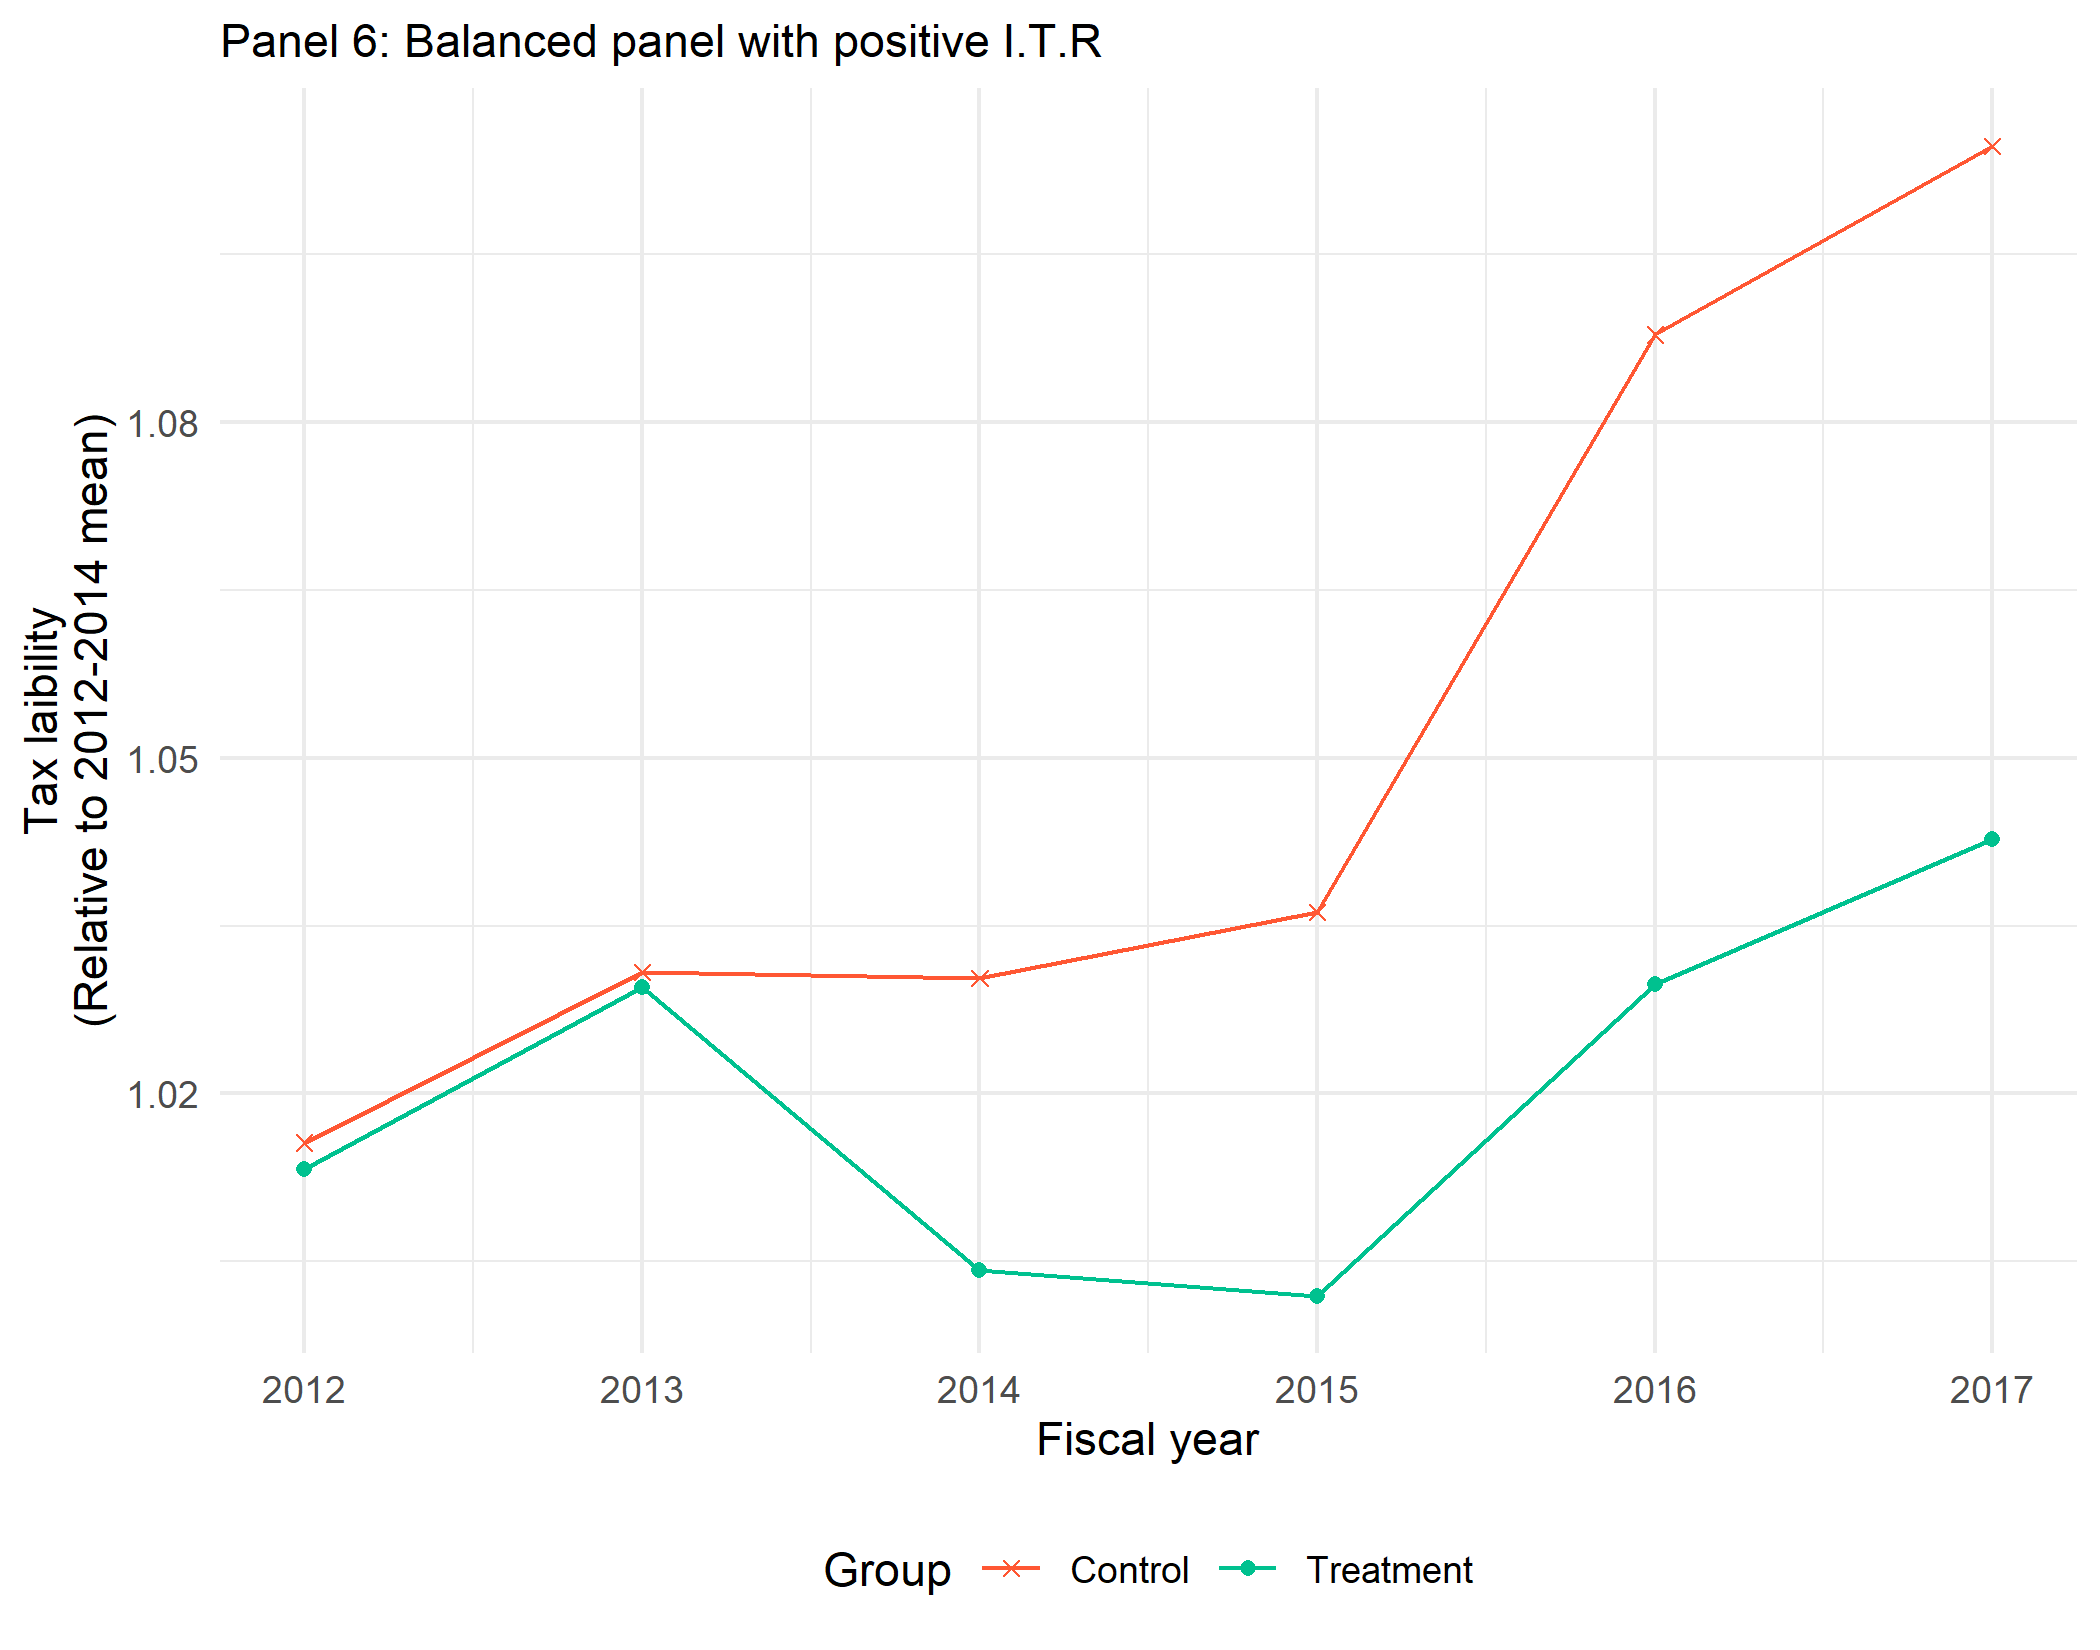 Panel 6: Balanced panel with positive I.T.R
Tax laibility
(Relative to 2012-2014 mean)
1.08
1.05
1.02
2012 2013 2014 2015 2016 2017
Fiscal year
Group Control Treatment